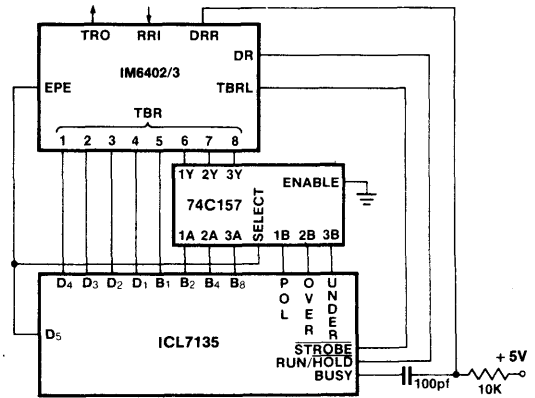 TRO RRI DRR
DR
IM6402/3
EPE TBRL
TBR
1 2 3 4 5 6 7 8
1Y 2Y 3Y
ENABLE
74C157
SELECT
1A 2A 3A 1B 2B 3B
D4 D3 D2 D1 B1 B2 B4 B8
POL
OVER
UNDER
D5
STROBE
ICL7135
RUN/HOLD
BUSY
+5V
100pf
10K